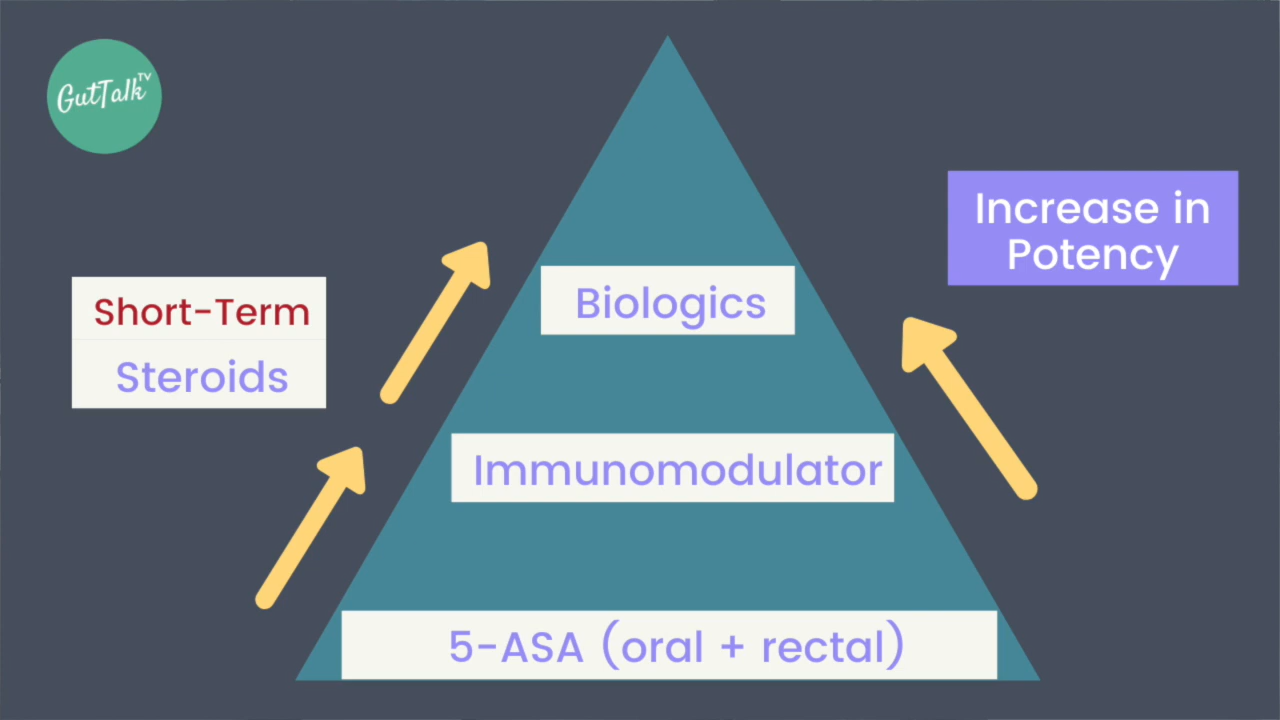 GutTalk TV
Increase in
Potency
Short-Term
Steroids
Biologics
Immunomodulator
5-ASA (oral + rectal)